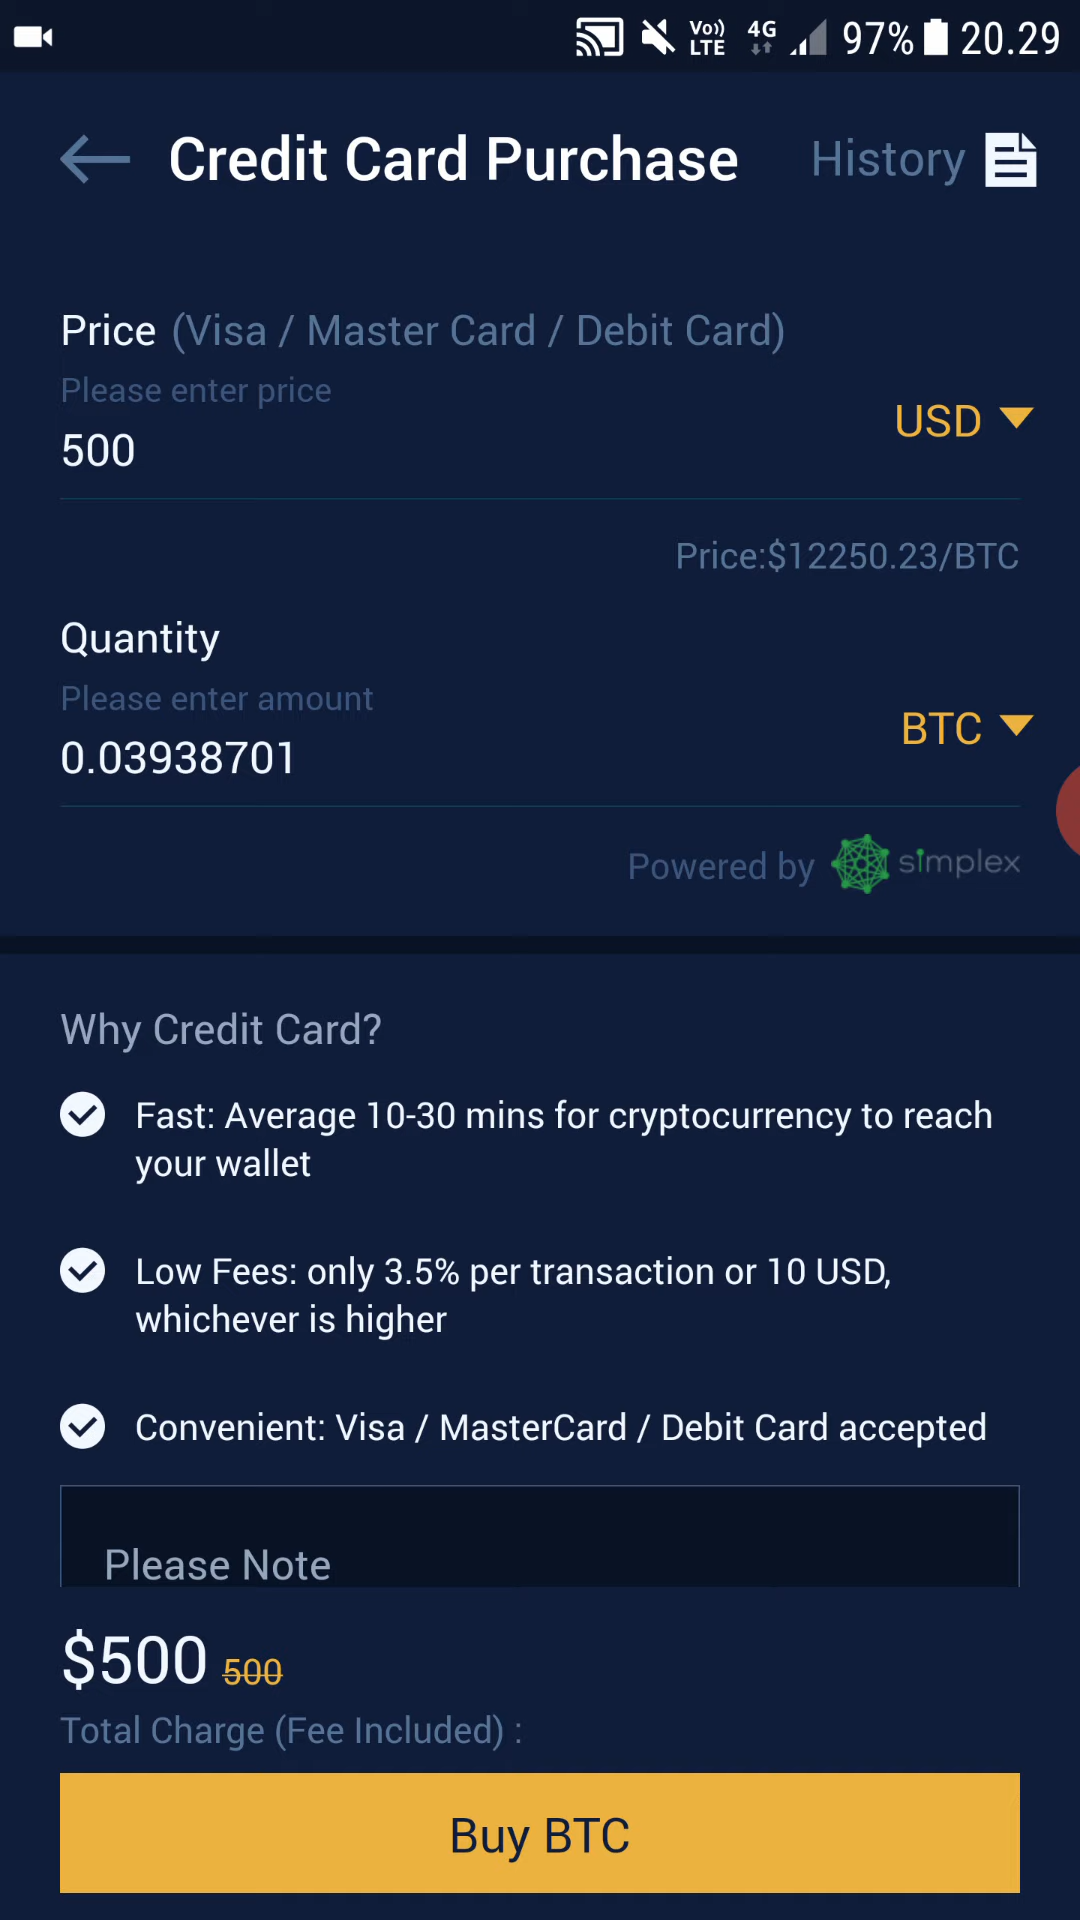 Vo)) LTE 4G 97% 20.29
Credit Card Purchase History
Price (Visa / Master Card / Debit Card)
Please enter price
500 USD
Price:$12250.23/BTC
Quantity
Please enter amount
0.03938701 BTC
Powered by simplex
Why Credit Card?
Fast: Average 10-30 mins for cryptocurrency to reach
your wallet
Low Fees: only 3.5% per transaction or 10 USD,
whichever is higher
Convenient: Visa / MasterCard / Debit Card accepted
Please Note
$500 500
Total Charge (Fee Included) :
Buy BTC